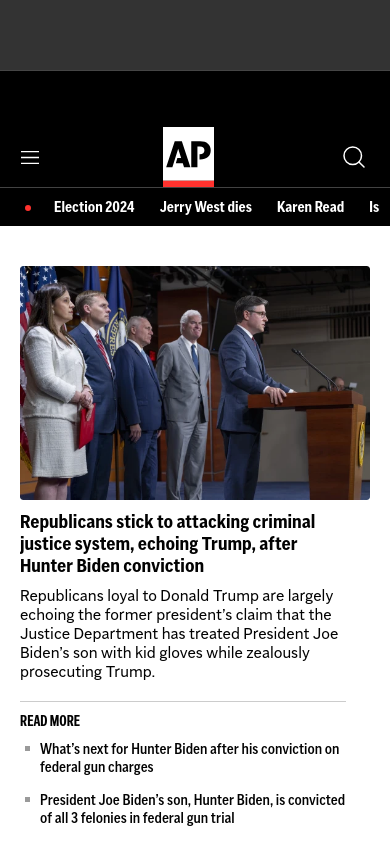 AP
Election 2024 Jerry West dies Karen Read Is
Republicans stick to attacking criminal
justice system, echoing Trump, after
Hunter Biden conviction
Republicans loyal to Donald Trump are largely
echoing the former president’s claim that the
Justice Department has treated President Joe
Biden’s son with kid gloves while zealously
prosecuting Trump.
READ MORE
What’s next for Hunter Biden after his conviction on
federal gun charges
President Joe Biden’s son, Hunter Biden, is convicted
of all 3 felonies in federal gun trial